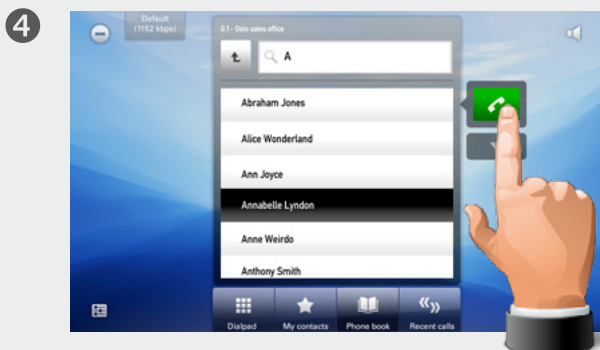 4
Default
(1152 kbps)
0.1 - Oslo sales office
A
Abraham Jones
Alice Wonderland
Ann Joyce
Annabelle Lyndon
Anne Weirdo
Anthony Smith
Dialpad My contacts Phone book Recent calls